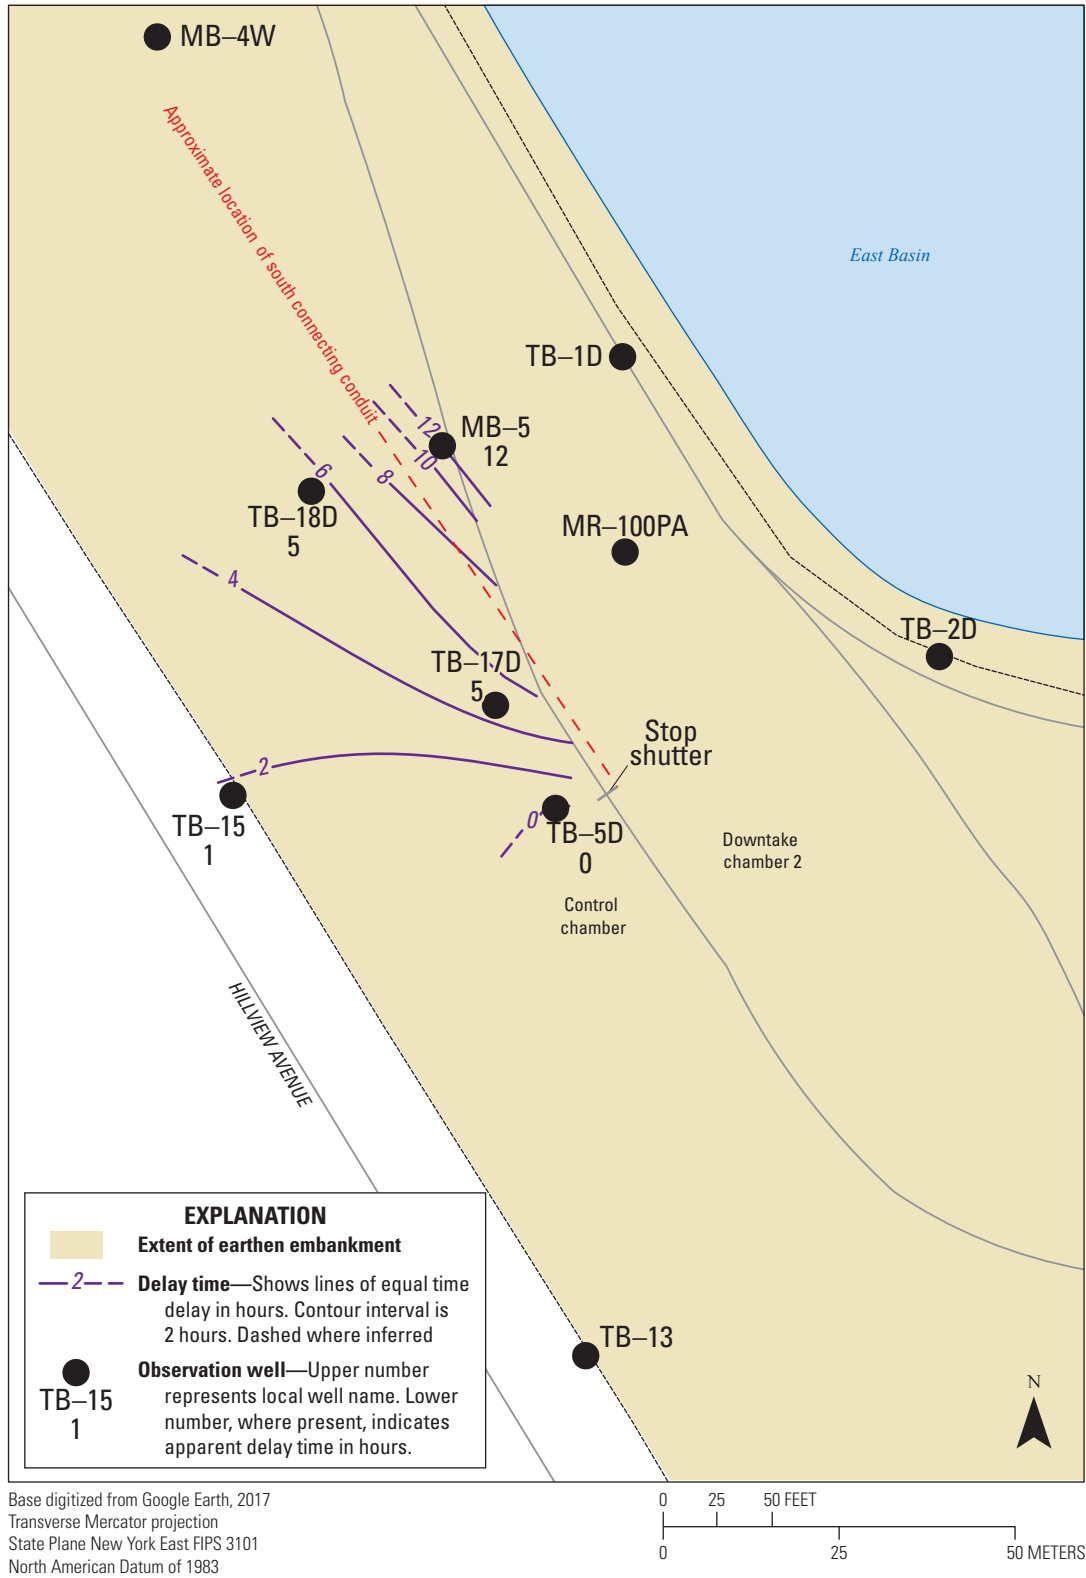 MB–4W
Approximate location of south connecting conduit
East Basin
TB–1D
MB–5
12
12
10
8
6
TB–18D
5
MR–100PA
4
TB–2D
TB–17D
5
Stop
shutter
2
TB–15
1
0
TB–5D
0
Downtake
chamber 2
Control
chamber
HILLVIEW AVENUE
TB–13
N
EXPLANATION
Extent of earthen embankment
2
Delay time—Shows lines of equal time
delay in hours. Contour interval is
2 hours. Dashed where inferred
Observation well—Upper number
represents local well name. Lower
number, where present, indicates
apparent delay time in hours.
TB–15
1
Base digitized from Google Earth, 2017
Transverse Mercator projection
State Plane New York East FIPS 3101
North American Datum of 1983
0 25 50 FEET
0 25 50 METERS